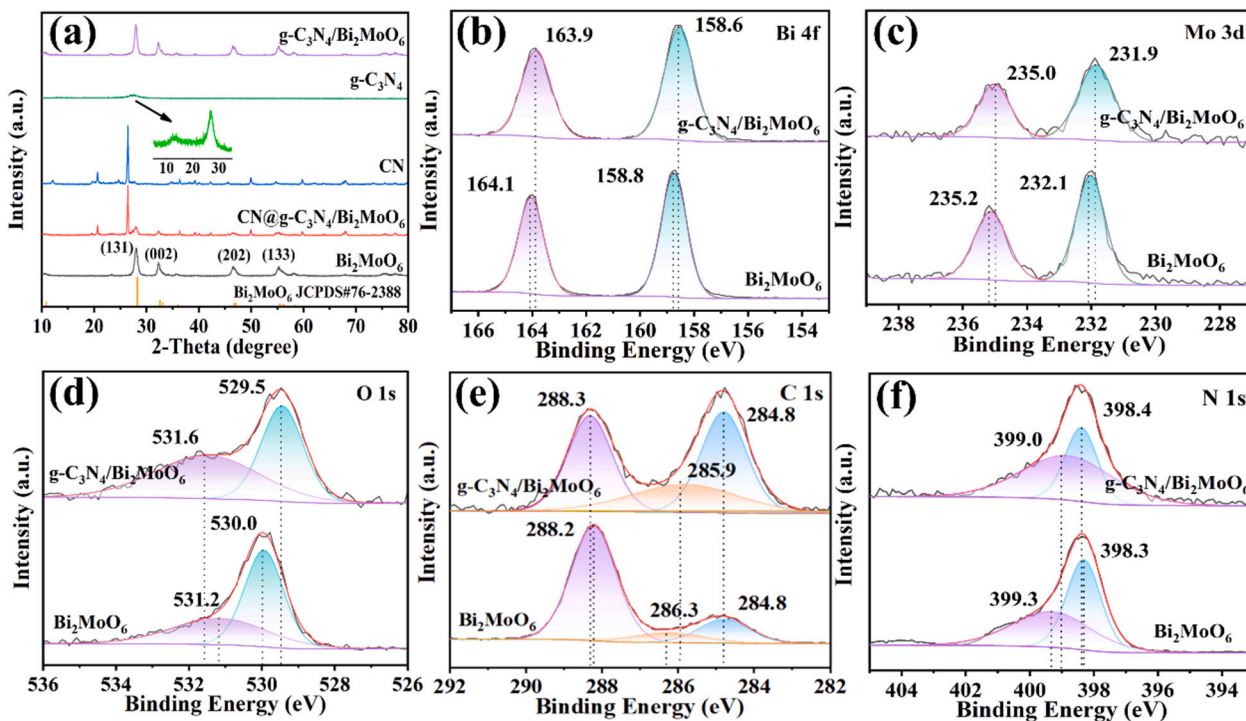 (a)
g-C₃N₄/Bi₂MoO₆
g-C₃N₄
10 20 30
CN
CN@g-C₃N₄/Bi₂MoO₆
(131) (002) (202) (133)
Bi₂MoO₆
Bi₂MoO₆ JCPDS#76-2388
10 20 30 40 50 60 70 80
2-Theta (degree)
Intensity (a.u.)
(b)
Bi 4f
163.9
158.6
g-C₃N₄/Bi₂MoO₆
164.1
158.8
Bi₂MoO₆
166 164 162 160 158 156 154
Binding Energy (eV)
Intensity (a.u.)
(c)
Mo 3d
235.0
231.9
g-C₃N₄/Bi₂MoO₆
235.2
232.1
Bi₂MoO₆
238 236 234 232 230 228
Binding Energy (eV)
Intensity (a.u.)
(d)
O 1s
529.5
531.6
g-C₃N₄/Bi₂MoO₆
530.0
531.2
Bi₂MoO₆
536 534 532 530 528 526
Binding Energy (eV)
Intensity (a.u.)
(e)
C 1s
288.3
284.8
285.9
g-C₃N₄/Bi₂MoO₆
288.2
286.3
284.8
Bi₂MoO₆
292 290 288 286 284 282
Binding Energy (eV)
Intensity (a.u.)
(f)
N 1s
398.4
399.0
g-C₃N₄/Bi₂MoO₆
398.3
399.3
Bi₂MoO₆
404 402 400 398 396 394
Binding Energy (eV)
Intensity (a.u.)